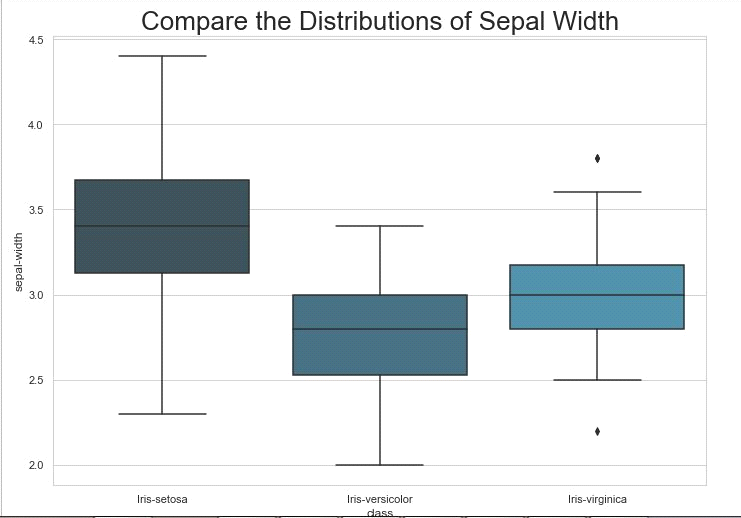 Compare the Distributions of Sepal Width
4.5
4.0
3.5
3.0
2.5
2.0
sepal-width
Iris-setosa
Iris-versicolor
Iris-virginica
class